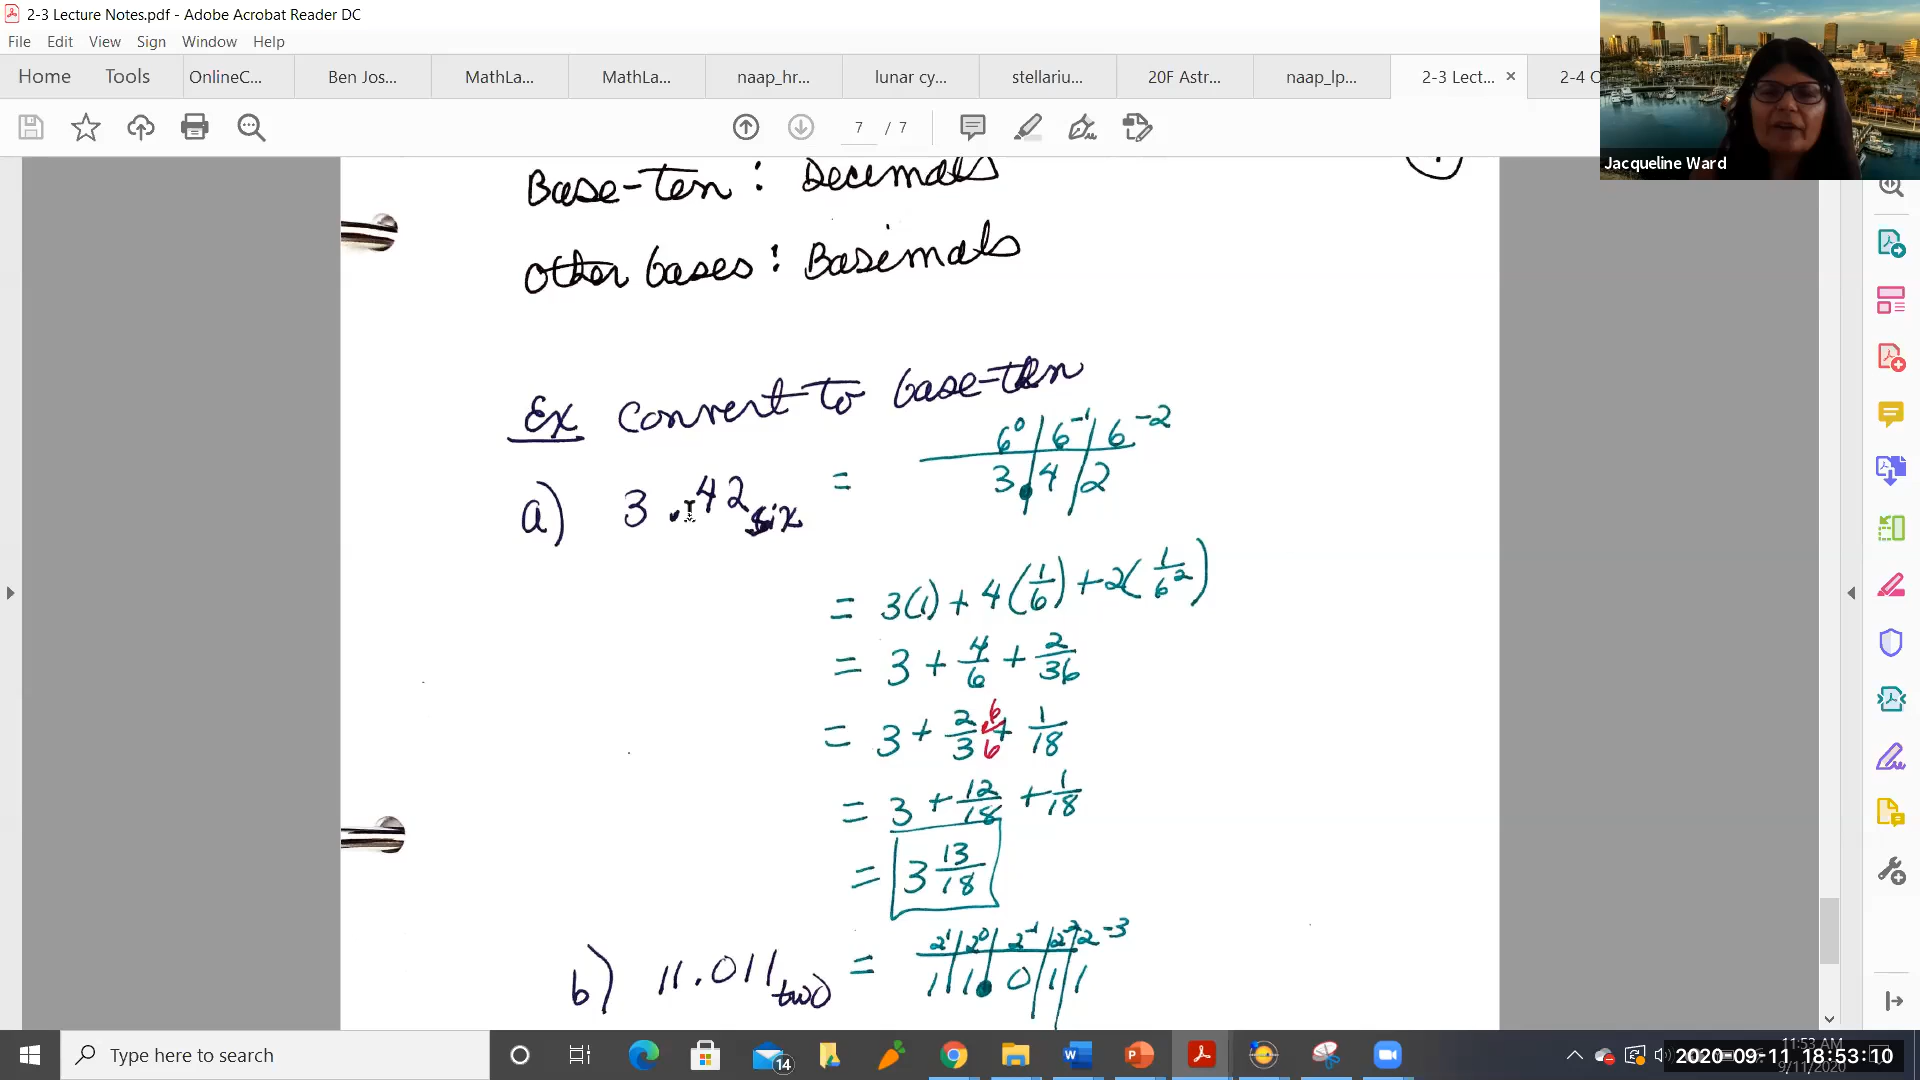 2-3 Lecture Notes.pdf - Adobe Acrobat Reader DC
File Edit View Sign Window Help
Home Tools OnlineC... Ben Jos... MathLa... MathLa... naap_hr... lunar cy... stellariu... 20F Astr... naap_lp... 2-3 Lect... × 2-4 O
7 / 7
Jacqueline Ward
Base-ten : Decimals
Other bases : Basimals
Ex Convert to base-ten
6⁰ | 6⁻¹ | 6⁻²
a) 3.42six = 3.4 2
= 3(1) + 4(1/6) + 2(1/6²)
= 3 + 4/6 + 2/36
= 3 + 2/3 6/6 + 1/18
= 3 + 12/18 + 1/18
= 3 13/18
2¹ | 2⁰ | 2⁻¹ | 2⁻² 2⁻³
b) 11.011two = 1 | 1. 0 | 1 | 1
Type here to search
14
11:53 AM
2020-09-11 18:53:10
9/11/2020